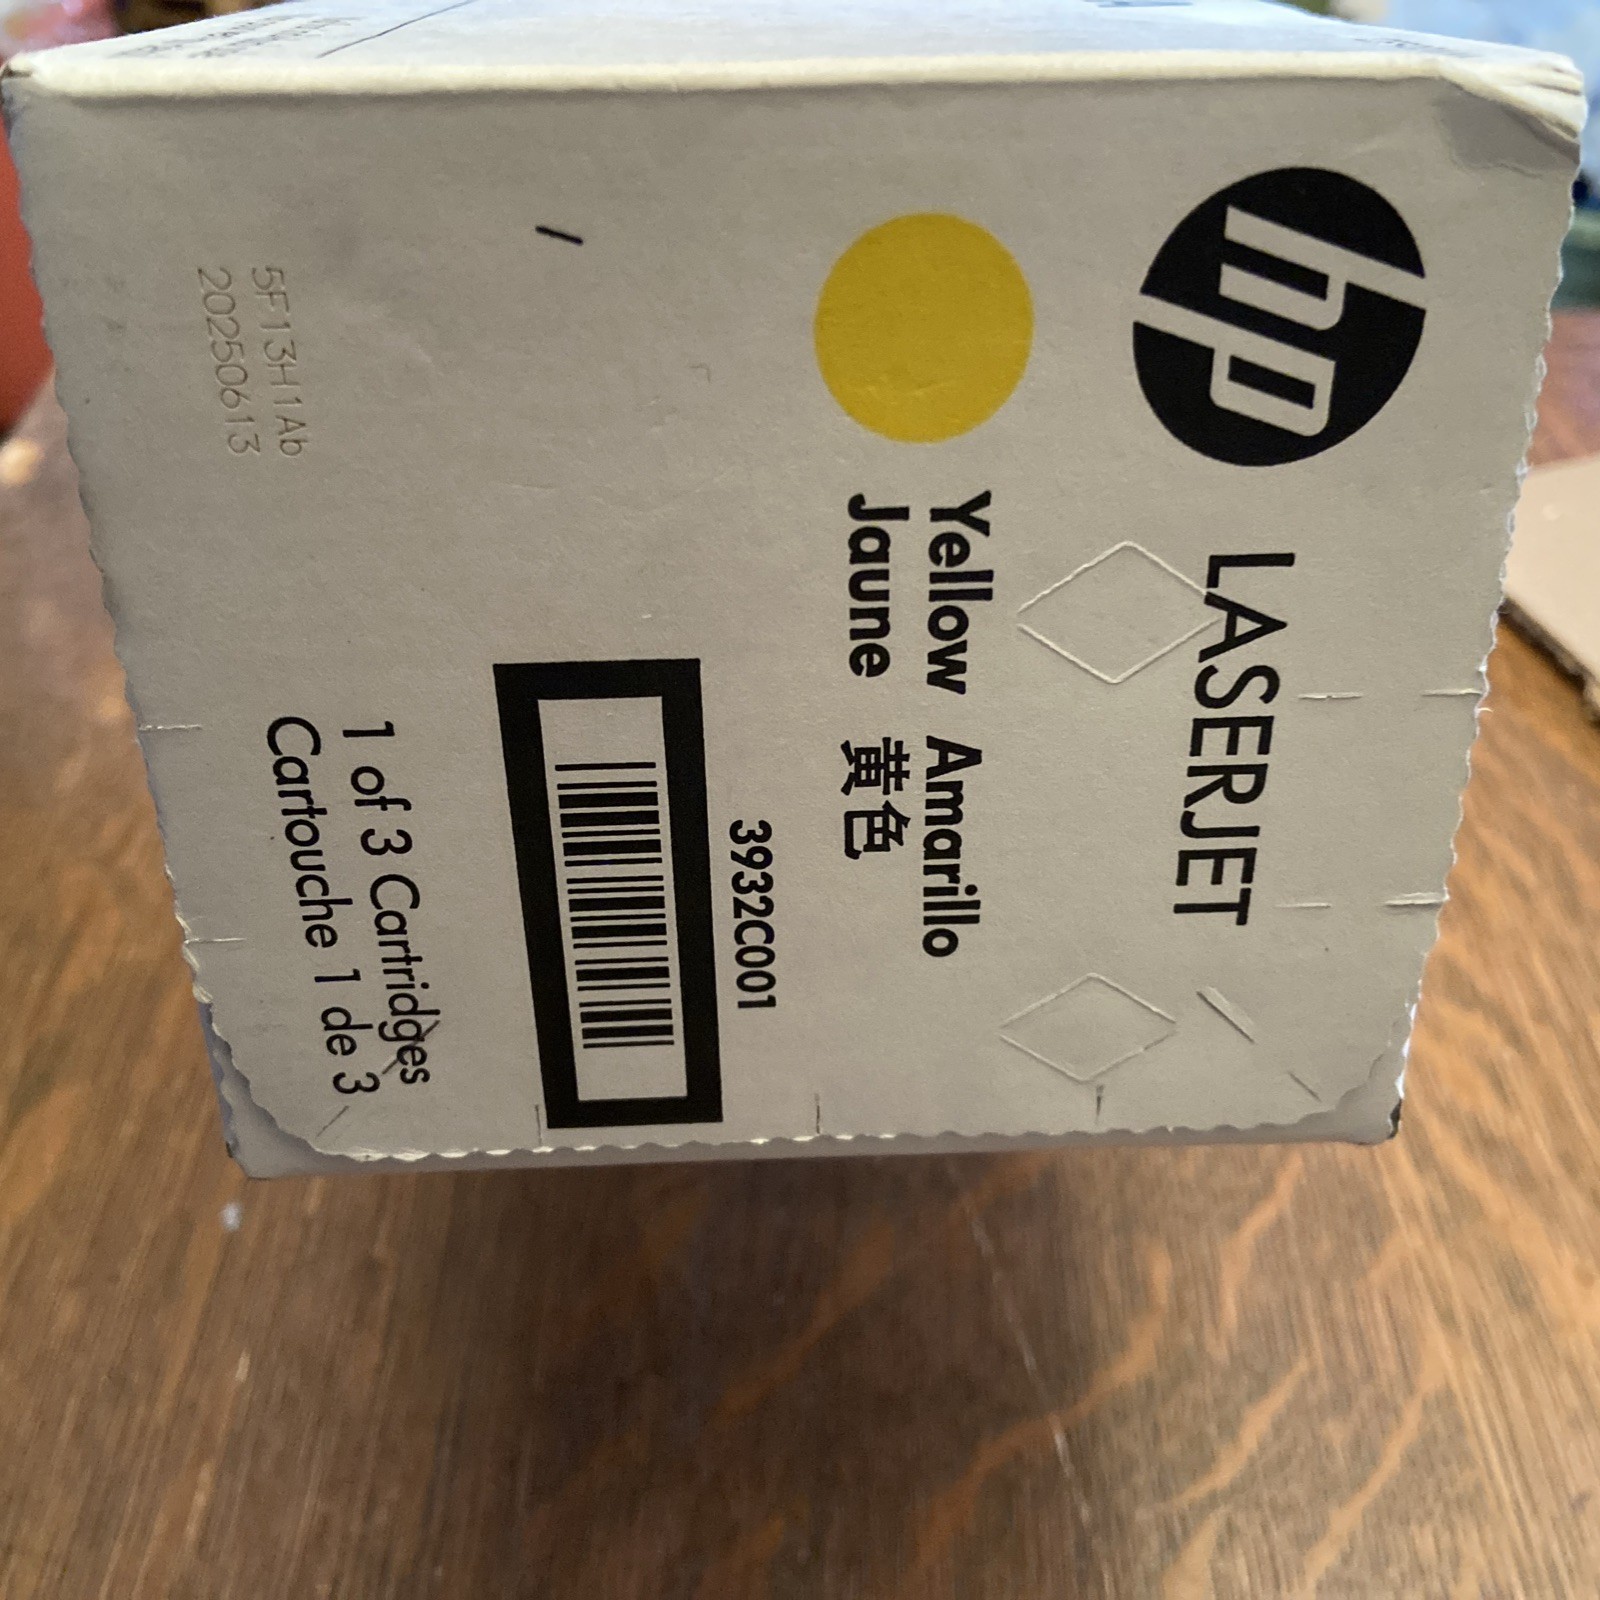 hp
LASERJET
Yellow Amarillo
Jaune 黄色
3932C001
1 of 3 Cartridges
Cartouche 1 de 3
5F13H1Ab
20250613